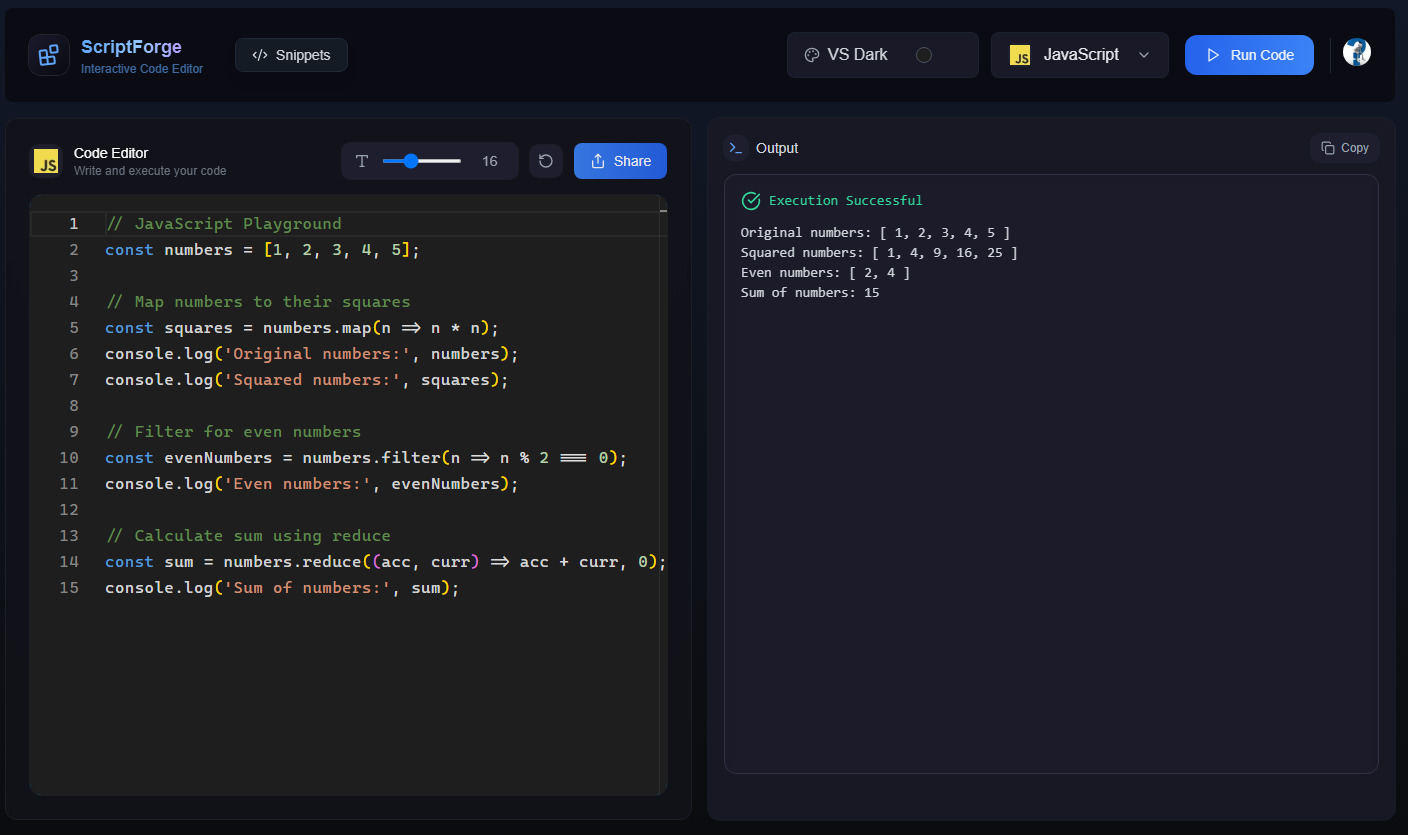 ScriptForge
Interactive Code Editor
</> Snippets
VS Dark
JS JavaScript
Run Code
JS
Code Editor
Write and execute your code
T 16
Share
1 // JavaScript Playground
2 const numbers = [1, 2, 3, 4, 5];
3
4 // Map numbers to their squares
5 const squares = numbers.map(n => n * n);
6 console.log('Original numbers:', numbers);
7 console.log('Squared numbers:', squares);
8
9 // Filter for even numbers
10 const evenNumbers = numbers.filter(n => n % 2 === 0);
11 console.log('Even numbers:', evenNumbers);
12
13 // Calculate sum using reduce
14 const sum = numbers.reduce((acc, curr) => acc + curr, 0);
15 console.log('Sum of numbers:', sum);
>_ Output
Copy
Execution Successful
Original numbers: [ 1, 2, 3, 4, 5 ]
Squared numbers: [ 1, 4, 9, 16, 25 ]
Even numbers: [ 2, 4 ]
Sum of numbers: 15